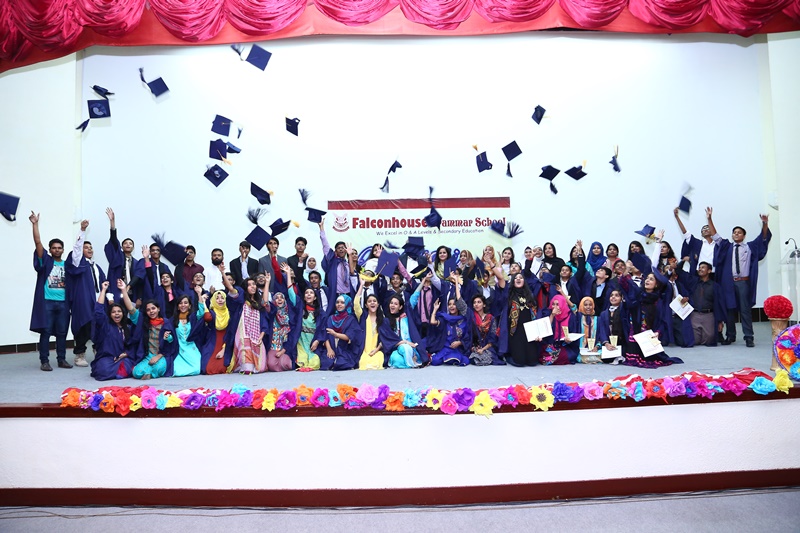 Falconhouse Grammar School
We Excel in O & A Levels & Secondary Education